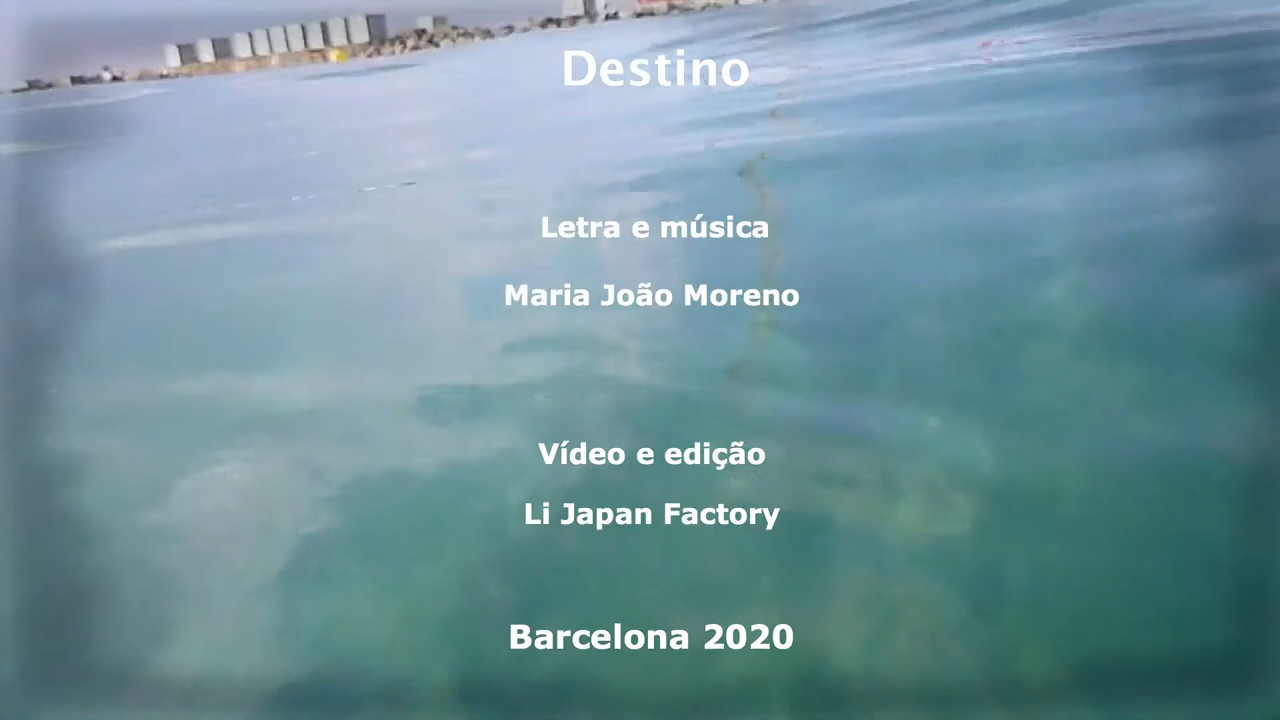 Destino
Letra e música
Maria João Moreno
Vídeo e edição
Li Japan Factory
Barcelona 2020